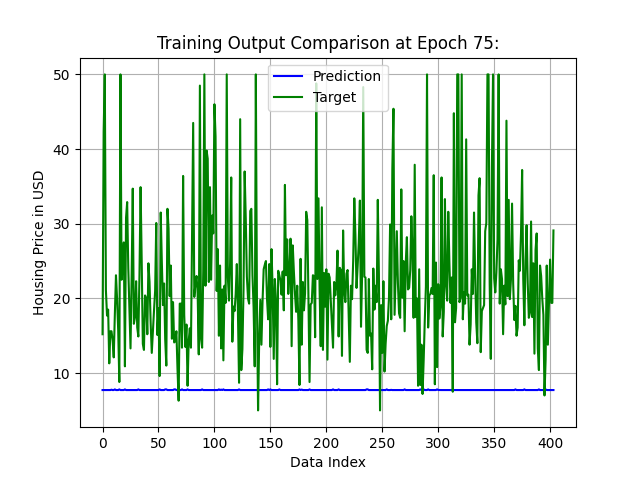 Training Output Comparison at Epoch 75:
Prediction
Target
Housing Price in USD
50
40
30
20
10
0
50
100
150
200
250
300
350
400
Data Index